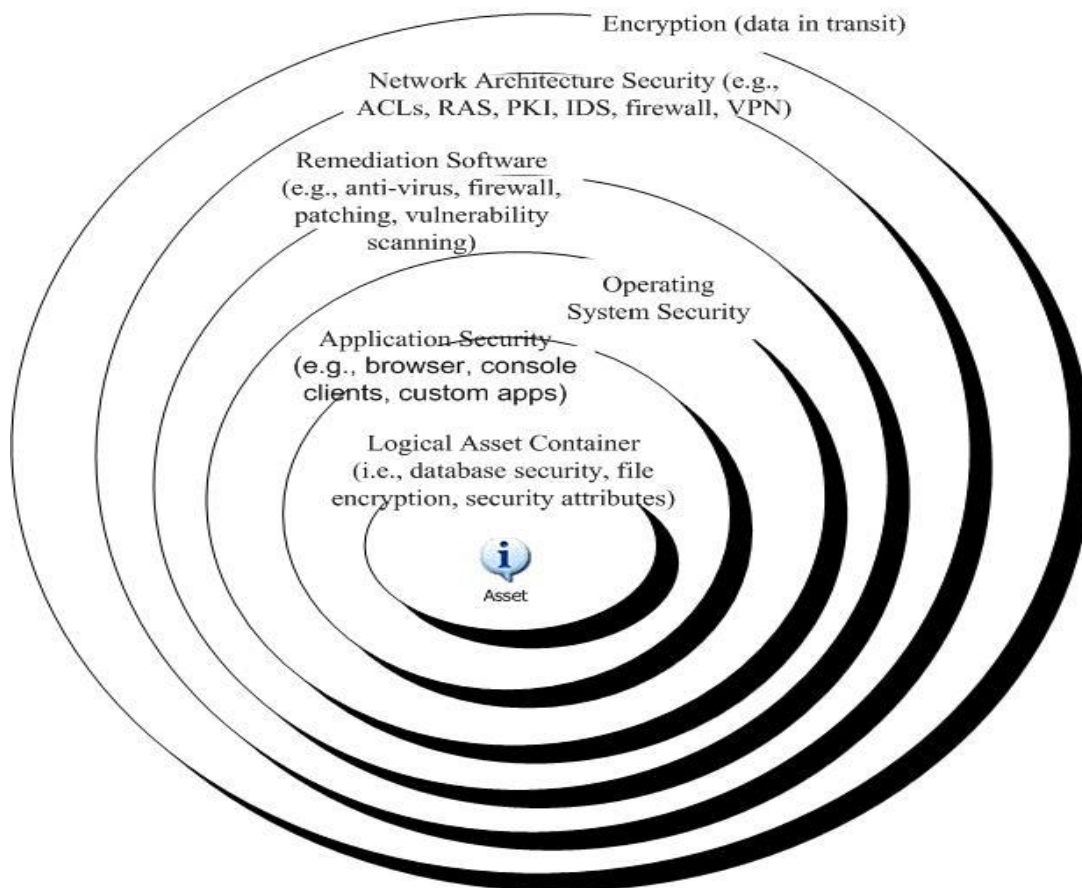 Encryption (data in transit)
Network Architecture Security (e.g.,
ACLs, RAS, PKI, IDS, firewall, VPN)
Remediation Software
(e.g., anti-virus, firewall,
patching, vulnerability
scanning)
Operating
System Security
Application Security
(e.g., browser, console
clients, custom apps)
Logical Asset Container
(i.e., database security, file
encryption, security attributes)
i
Asset